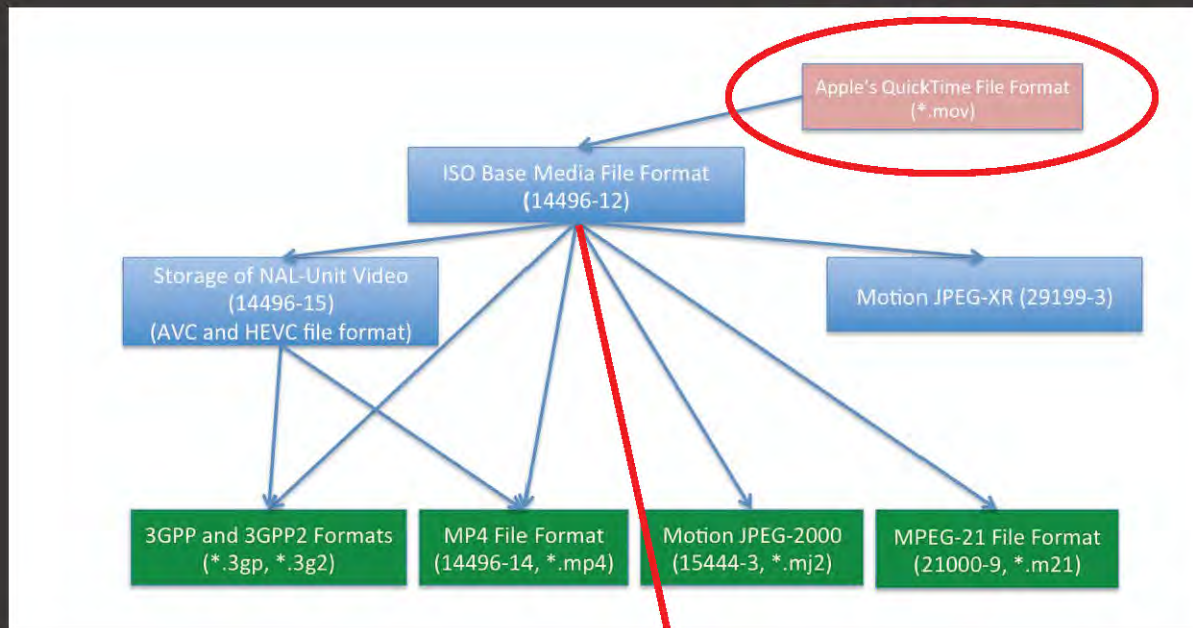 Apple's QuickTime File Format
(*.mov)
ISO Base Media File Format
(14496-12)
Storage of NAL-Unit Video
(14496-15)
(AVC and HEVC file format)
Motion JPEG-XR (29199-3)
3GPP and 3GPP2 Formats
(*.3gp, *.3g2)
MP4 File Format
(14496-14, *.mp4)
Motion JPEG-2000
(15444-3, *.mj2)
MPEG-21 File Format
(21000-9, *.m21)